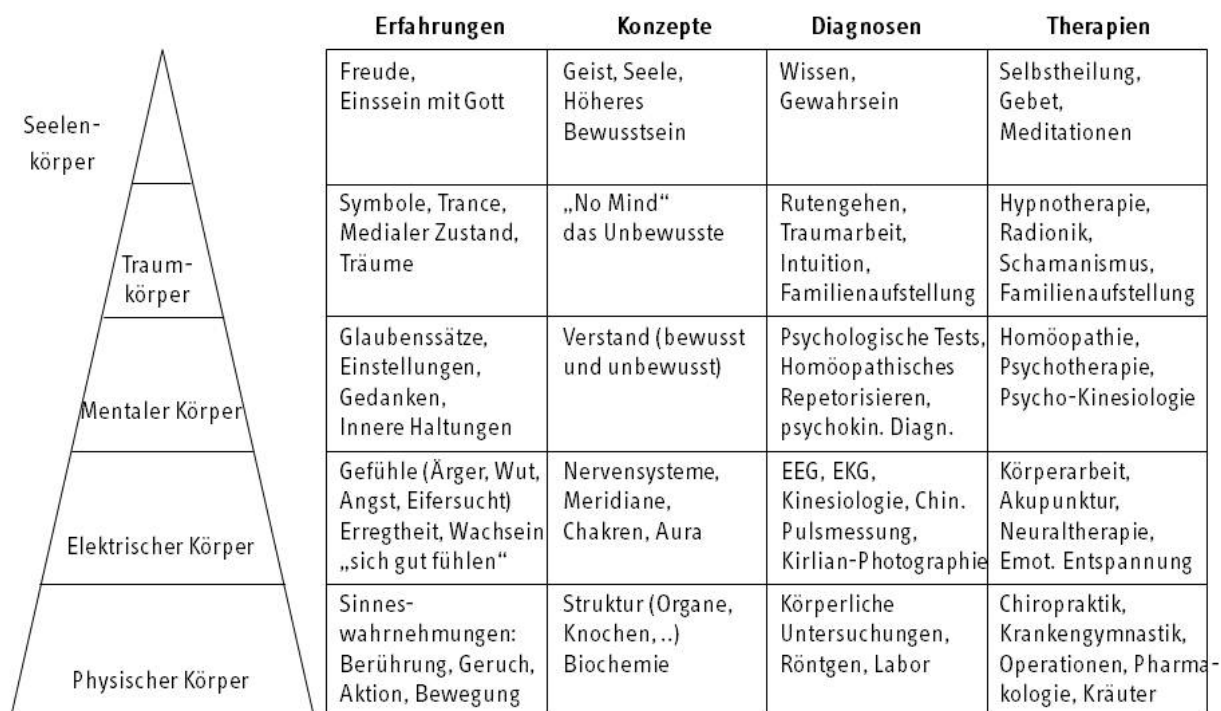 Erfahrungen Konzepte Diagnosen Therapien
Seelen-
körper
Freude,
Einssein mit Gott
Geist, Seele,
Höheres
Bewusstsein
Wissen,
Gewahrsein
Selbstheilung,
Gebet,
Meditationen
Traum-
körper
Symbole, Trance,
Medialer Zustand,
Träume
„No Mind“
das Unbewusste
Rutengehen,
Traumarbeit,
Intuition,
Familienaufstellung
Hypnotherapie,
Radionik,
Schamanismus,
Familienaufstellung
Mentaler Körper
Glaubenssätze,
Einstellungen,
Gedanken,
Innere Haltungen
Verstand (bewusst
und unbewusst)
Psychologische Tests,
Homöopathisches
Repetorisieren,
psychokin. Diagn.
Homöopathie,
Psychotherapie,
Psycho-Kinesiologie
Elektrischer Körper
Gefühle (Ärger, Wut,
Angst, Eifersucht)
Erregtheit, Wachsein
„sich gut fühlen“
Nervensysteme,
Meridiane,
Chakren, Aura
EEG, EKG,
Kinesiologie, Chin.
Pulsmessung,
Kirlian-Photographie
Körperarbeit,
Akupunktur,
Neuraltherapie,
Emot. Entspannung
Physischer Körper
Sinnes-
wahrnehmungen:
Berührung, Geruch,
Aktion, Bewegung
Struktur (Organe,
Knochen, ..)
Biochemie
Körperliche
Untersuchungen,
Röntgen, Labor
Chiropraktik,
Krankengymnastik,
Operationen, Pharma-
kologie, Kräuter